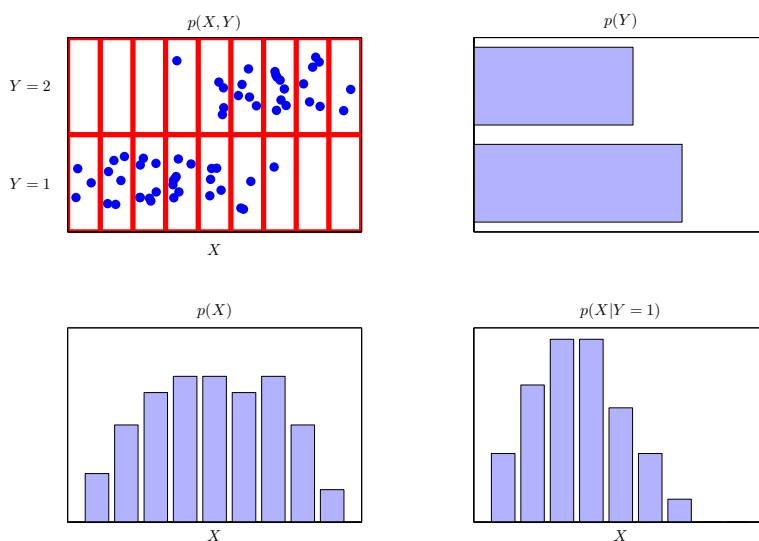 p(X, Y)
p(Y)
Y = 2
Y = 1
X
p(X)
p(X|Y = 1)
X
X